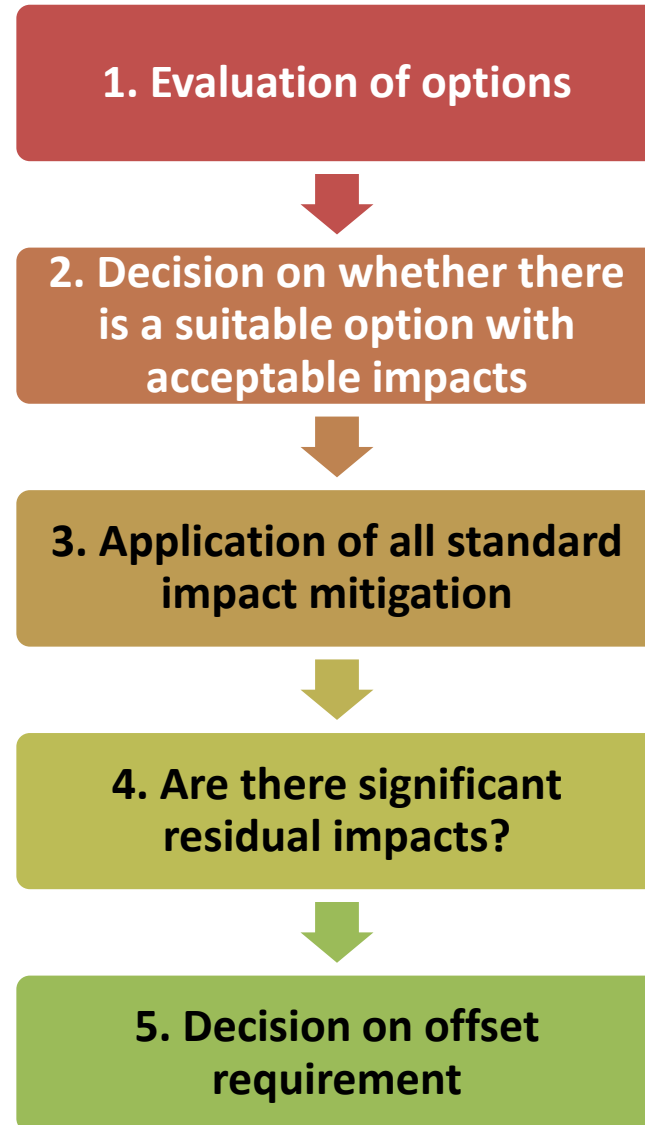 1. Evaluation of options
2. Decision on whether there
is a suitable option with
acceptable impacts
3. Application of all standard
impact mitigation
4. Are there significant
residual impacts?
5. Decision on offset
requirement